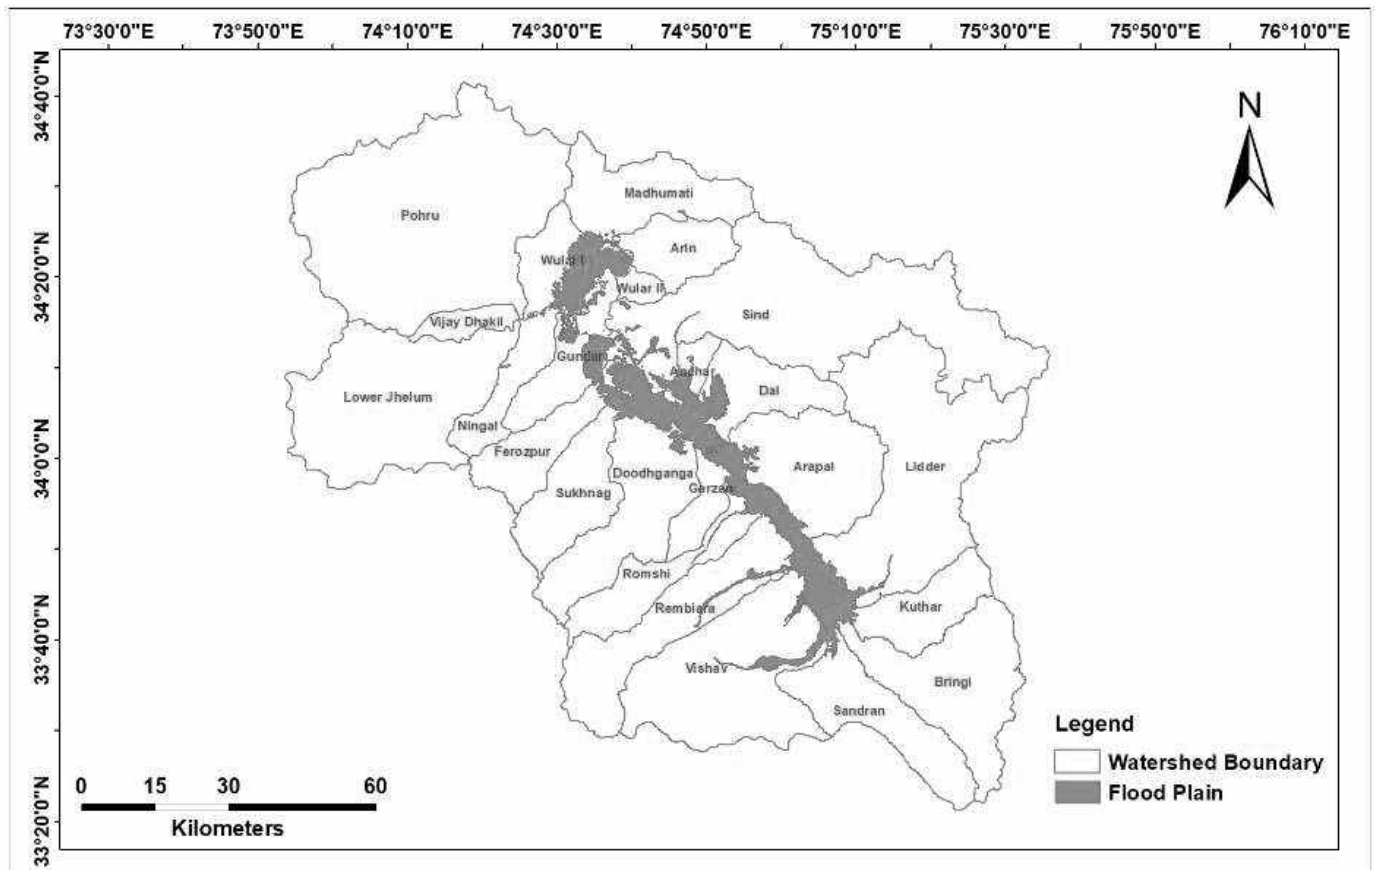 73°30'0"E 73°50'0"E 74°10'0"E 74°30'0"E 74°50'0"E 75°10'0"E 75°30'0"E 75°50'0"E 76°10'0"E
34°40'0"N
N
Madhumati
Pohru
Arin
34°20'0"N
Wular I
Wular II
Sind
Vijay Dhakil
Gundar
Anchar
Dal
Lower Jhelum
Ningal
34°0'0"N
Ferozpur
Arapal
Lidder
Doodhganga
Sukhnag
Garzan
Romshi
Rembiara
Kuthar
33°40'0"N
Vishav
Bringi
Sandran
Legend
Watershed Boundary
Flood Plain
0 15 30 60
Kilometers
33°20'0"N